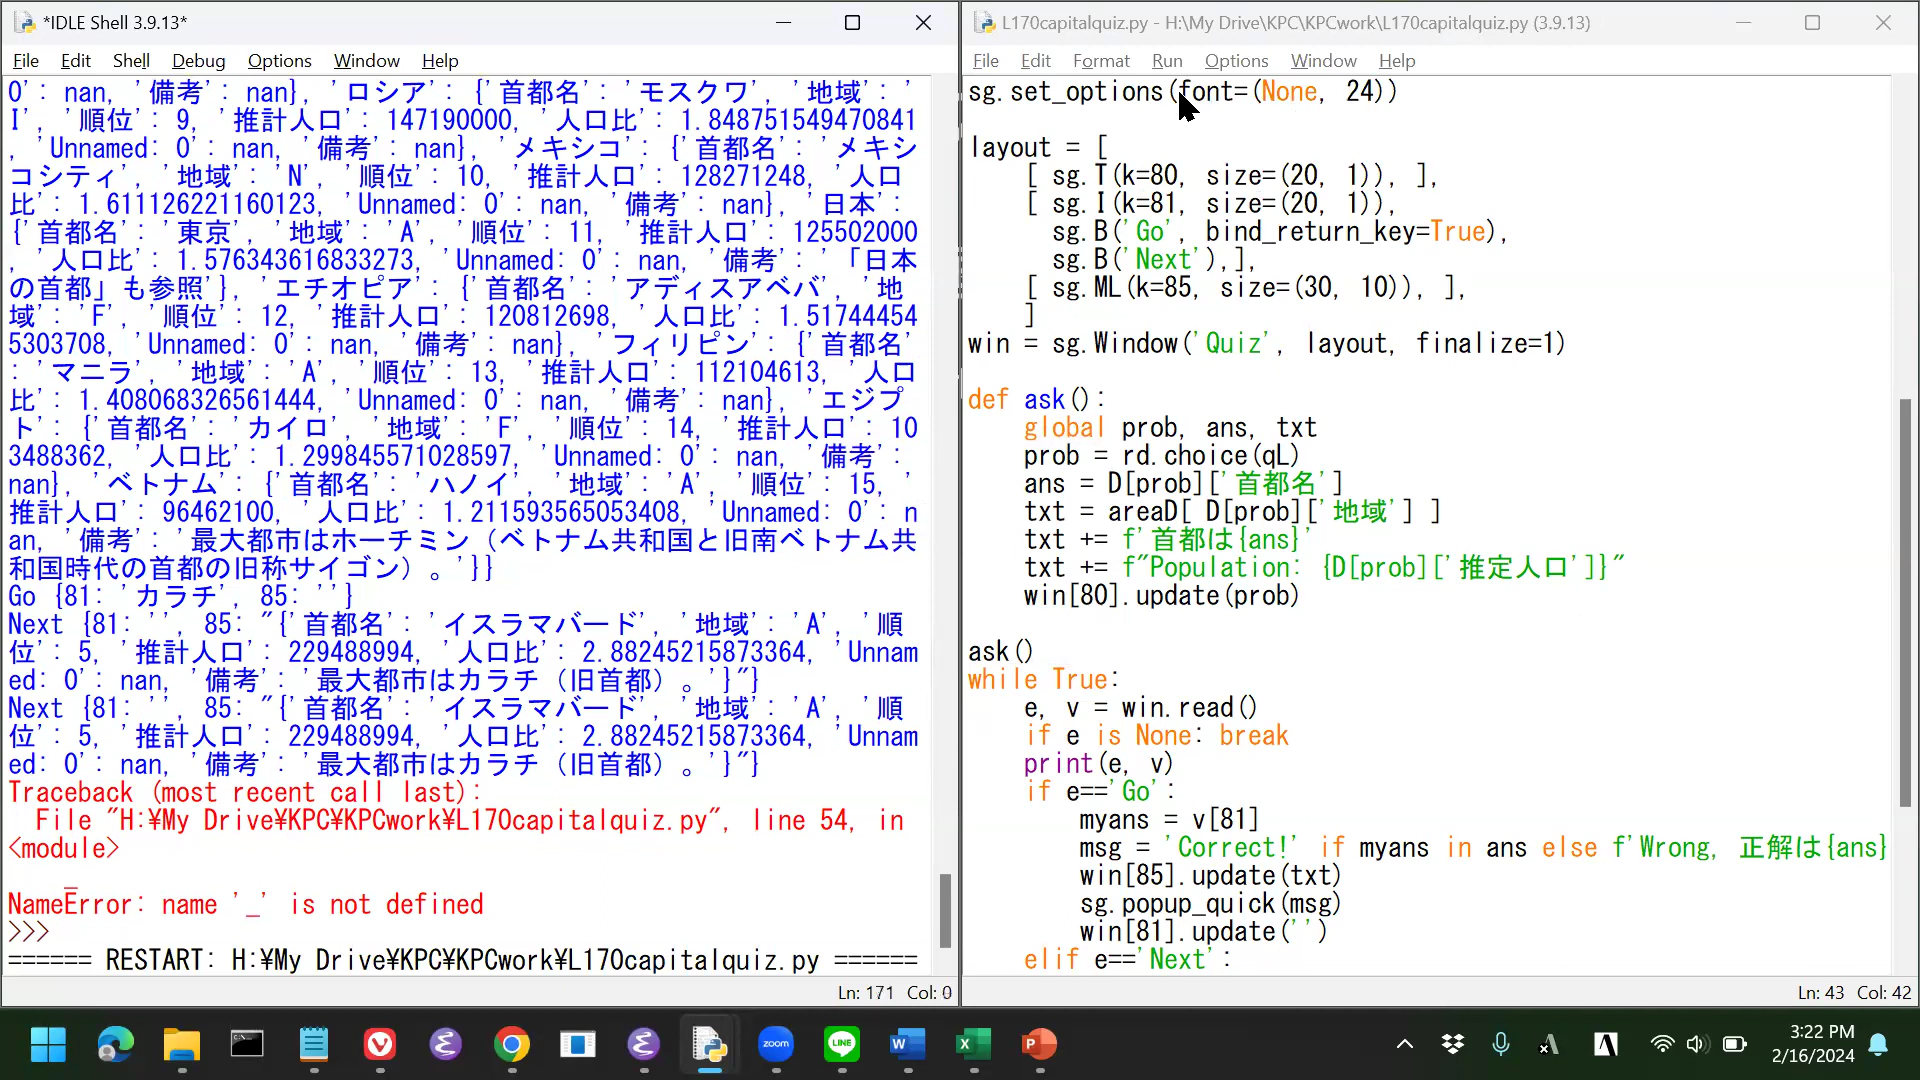 *IDLE Shell 3.9.13*
File Edit Shell Debug Options Window Help
0': nan, '備考': nan}, 'ロシア': {'首都名': 'モスクワ', '地域': '
I', '順位': 9, '推計人口': 147190000, '人口比': 1.848751549470841
, 'Unnamed: 0': nan, '備考': nan}, 'メキシコ': {'首都名': 'メキシ
コシティ', '地域': 'N', '順位': 10, '推計人口': 128271248, '人口
比': 1.611126221160123, 'Unnamed: 0': nan, '備考': nan}, '日本':
{'首都名': '東京', '地域': 'A', '順位': 11, '推計人口': 125502000
, '人口比': 1.576343616833273, 'Unnamed: 0': nan, '備考': '「日本
の首都」も参照'}, 'エチオピア': {'首都名': 'アディスアベバ', '地
域': 'F', '順位': 12, '推計人口': 120812698, '人口比': 1.51744454
5303708, 'Unnamed: 0': nan, '備考': nan}, 'フィリピン': {'首都名'
: 'マニラ', '地域': 'A', '順位': 13, '推計人口': 112104613, '人口
比': 1.408068326561444, 'Unnamed: 0': nan, '備考': nan}, 'エジプ
ト': {'首都名': 'カイロ', '地域': 'F', '順位': 14, '推計人口': 10
3488362, '人口比': 1.299845571028597, 'Unnamed: 0': nan, '備考':
nan}, 'ベトナム': {'首都名': 'ハノイ', '地域': 'A', '順位': 15, '
推計人口': 96462100, '人口比': 1.211593565053408, 'Unnamed: 0': n
an, '備考': '最大都市はホーチミン（ベトナム共和国と旧南ベトナム共
和国時代の首都の旧称サイゴン）。'}}
Go {81: 'カラチ', 85: ''}
Next {81: '', 85: "{'首都名': 'イスラマバード', '地域': 'A', '順
位': 5, '推計人口': 229488994, '人口比': 2.88245215873364, 'Unnam
ed: 0': nan, '備考': '最大都市はカラチ（旧首都）。'}"}
Next {81: '', 85: "{'首都名': 'イスラマバード', '地域': 'A', '順
位': 5, '推計人口': 229488994, '人口比': 2.88245215873364, 'Unnam
ed: 0': nan, '備考': '最大都市はカラチ（旧首都）。'}"}
Traceback (most recent call last):
File "H:¥My Drive¥KPC¥KPCwork¥L170capitalquiz.py", line 54, in
<module>
_
NameError: name '_' is not defined
>>>
====== RESTART: H:¥My Drive¥KPC¥KPCwork¥L170capitalquiz.py ======
Ln: 171 Col: 0
L170capitalquiz.py - H:\My Drive\KPC\KPCwork\L170capitalquiz.py (3.9.13)
File Edit Format Run Options Window Help
sg.set_options(font=(None, 24))
layout = [
[ sg.T(k=80, size=(20, 1)), ],
[ sg.I(k=81, size=(20, 1)),
sg.B('Go', bind_return_key=True),
sg.B('Next'),],
[ sg.ML(k=85, size=(30, 10)), ],
]
win = sg.Window('Quiz', layout, finalize=1)
def ask():
global prob, ans, txt
prob = rd.choice(qL)
ans = D[prob]['首都名']
txt = areaD[ D[prob]['地域'] ]
txt += f'首都は{ans}'
txt += f"Population: {D[prob]['推定人口']}"
win[80].update(prob)
ask()
while True:
e, v = win.read()
if e is None: break
print(e, v)
if e=='Go':
myans = v[81]
msg = 'Correct!' if myans in ans else f'Wrong, 正解は{ans}
win[85].update(txt)
sg.popup_quick(msg)
win[81].update('')
elif e=='Next':
Ln: 43 Col: 42
zoom
LINE
W
X
P
A
A
3:22 PM
2/16/2024